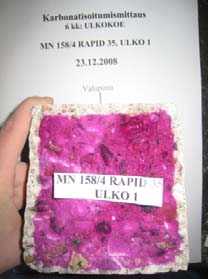 Karbonatisoitumismittaus
6 kk: ULKOKOE
MN 158/4 RAPID 35, ULKO 1
23.12.2008
Valupinta
MN 158/4 RAPID 35
ULKO 1